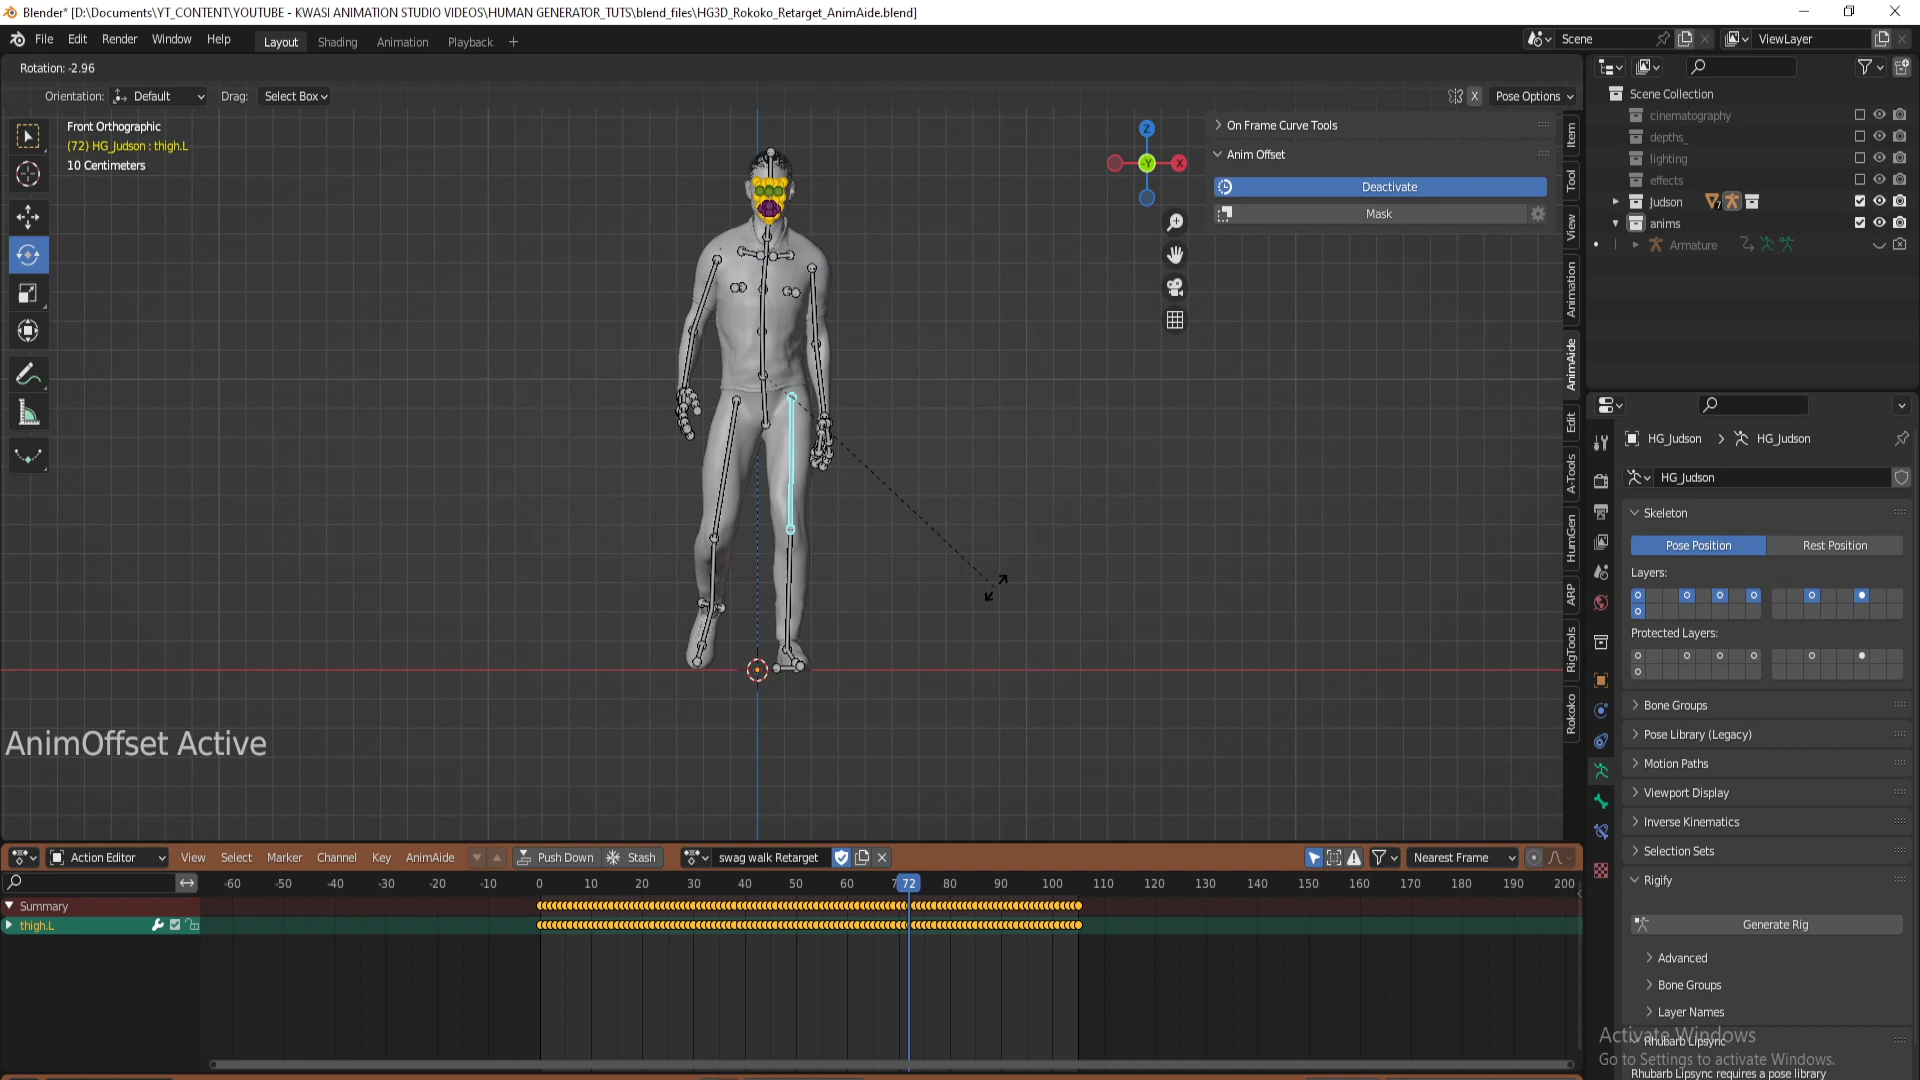 Blender* [D:\Documents\YT_CONTENT\YOUTUBE - KWASI ANIMATION STUDIO VIDEOS\HUMAN GENERATOR_TUTS\blend_files\HG3D_Rokoko_Retarget_AnimAide.blend]
File Edit Render Window Help Layout Shading Animation Playback + Scene ViewLayer
Rotation: -2.96
Orientation: Default Drag: Select Box X Pose Options
Front Orthographic
(72) HG_Judson : thigh.L
10 Centimeters
Z
-Y
X
On Frame Curve Tools
Anim Offset
Deactivate
Mask
Item
Tool
View
Animation
AnimAide
Edit
A-Tools
HumGen
ARP
RigTools
Rokoko
Scene Collection
cinematography
depths_
lighting
effects
Judson 7
anims
Armature
HG_Judson HG_Judson
HG_Judson
Skeleton
Pose Position Rest Position
Layers:
Protected Layers:
Bone Groups
Pose Library (Legacy)
Motion Paths
Viewport Display
Inverse Kinematics
Selection Sets
Rigify
Generate Rig
Advanced
Bone Groups
Layer Names
Rhubarb Lipsync
Rhubarb Lipsync requires a pose library
Activate Windows
Go to Settings to activate Windows.
AnimOffset Active
Action Editor View Select Marker Channel Key AnimAide Push Down Stash swag walk Retarget Nearest Frame
-60 -50 -40 -30 -20 -10 0 10 20 30 40 50 60 7 72 80 90 100 110 120 130 140 150 160 170 180 190 200
Summary
thigh.L